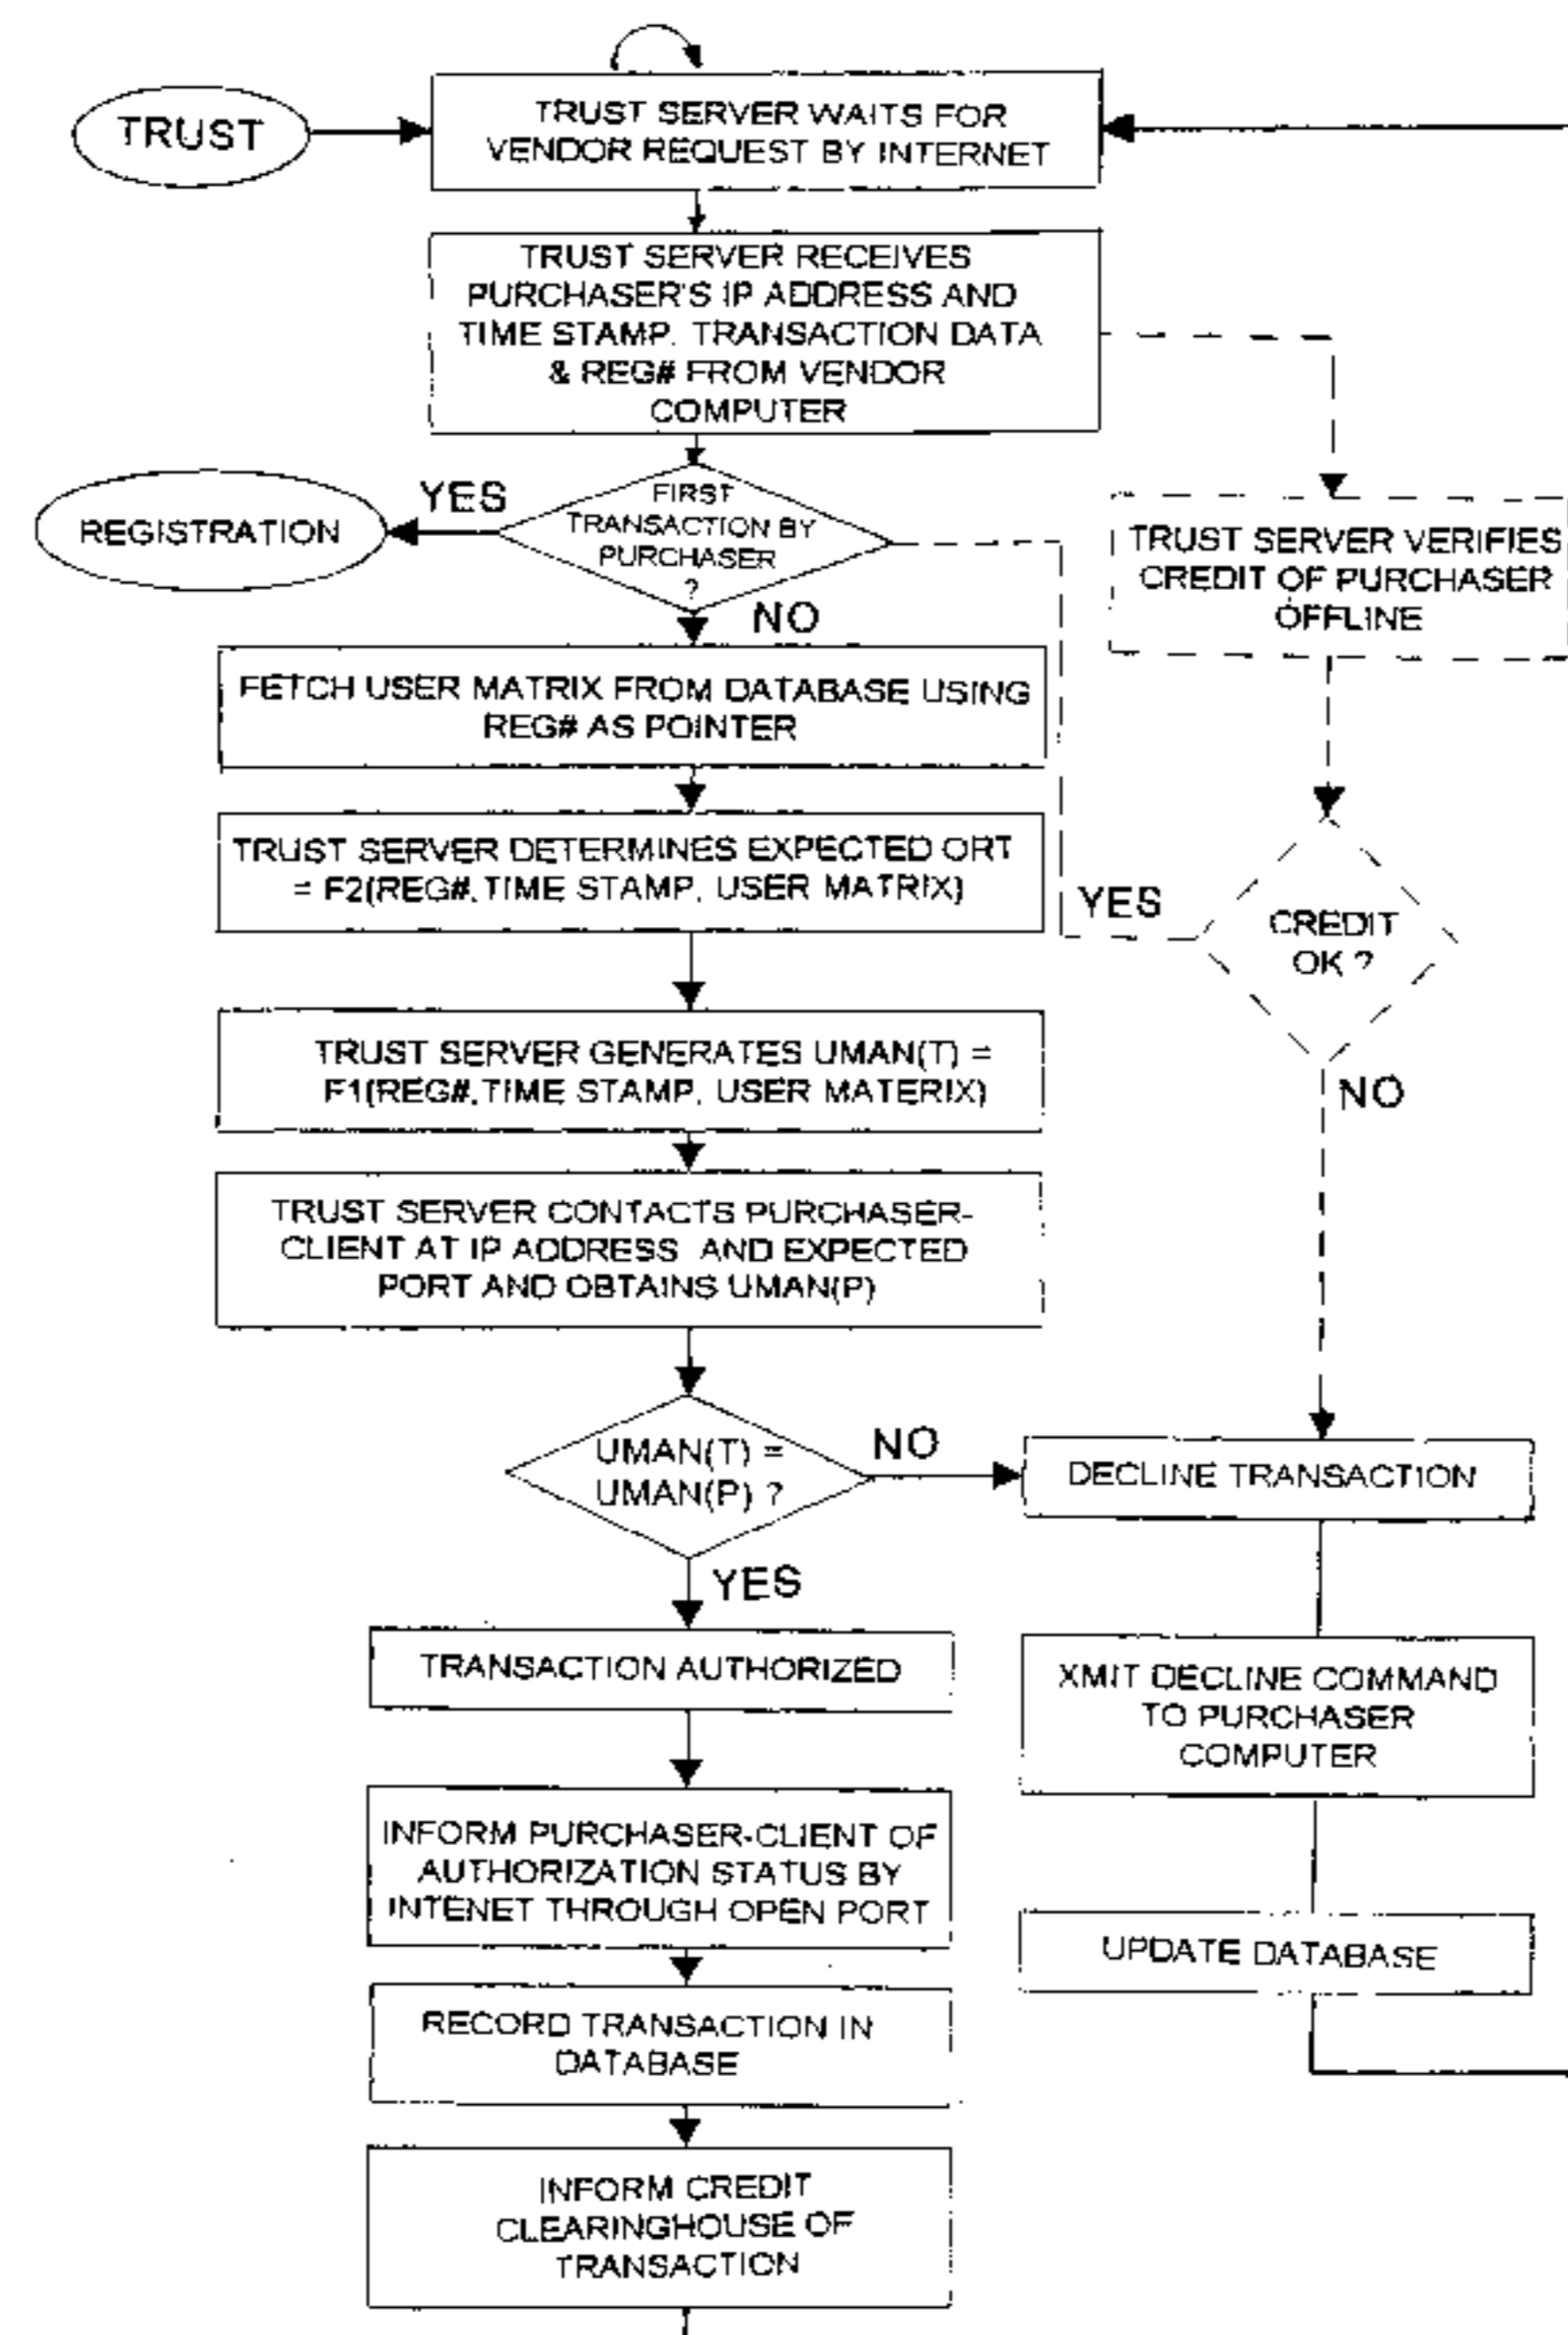 TRUST
TRUST SERVER WAITS FOR
VENDOR REQUEST BY INTERNET
TRUST SERVER RECEIVES
PURCHASER'S IP ADDRESS AND
TIME STAMP, TRANSACTION DATA
& REG# FROM VENDOR
COMPUTER
REGISTRATION
YES
FIRST
TRANSACTION BY
PURCHASER
?
NO
TRUST SERVER VERIFIES
CREDIT OF PURCHASER
OFFLINE
FETCH USER MATRIX FROM DATABASE USING
REG# AS POINTER
TRUST SERVER DETERMINES EXPECTED ORT
= F2(REG#,TIME STAMP, USER MATRIX)
YES
CREDIT
OK ?
NO
TRUST SERVER GENERATES UMAN(T) =
F1(REG#,TIME STAMP, USER MATERIX)
TRUST SERVER CONTACTS PURCHASER-
CLIENT AT IP ADDRESS AND EXPECTED
PORT AND OBTAINS UMAN(P)
UMAN(T) =
UMAN(P) ?
NO
DECLINE TRANSACTION
YES
TRANSACTION AUTHORIZED
XMIT DECLINE COMMAND
TO PURCHASER
COMPUTER
INFORM PURCHASER-CLIENT OF
AUTHORIZATION STATUS BY
INTENET THROUGH OPEN PORT
UPDATE DATABASE
RECORD TRANSACTION IN
DATABASE
INFORM CREDIT
CLEARINGHOUSE OF
TRANSACTION